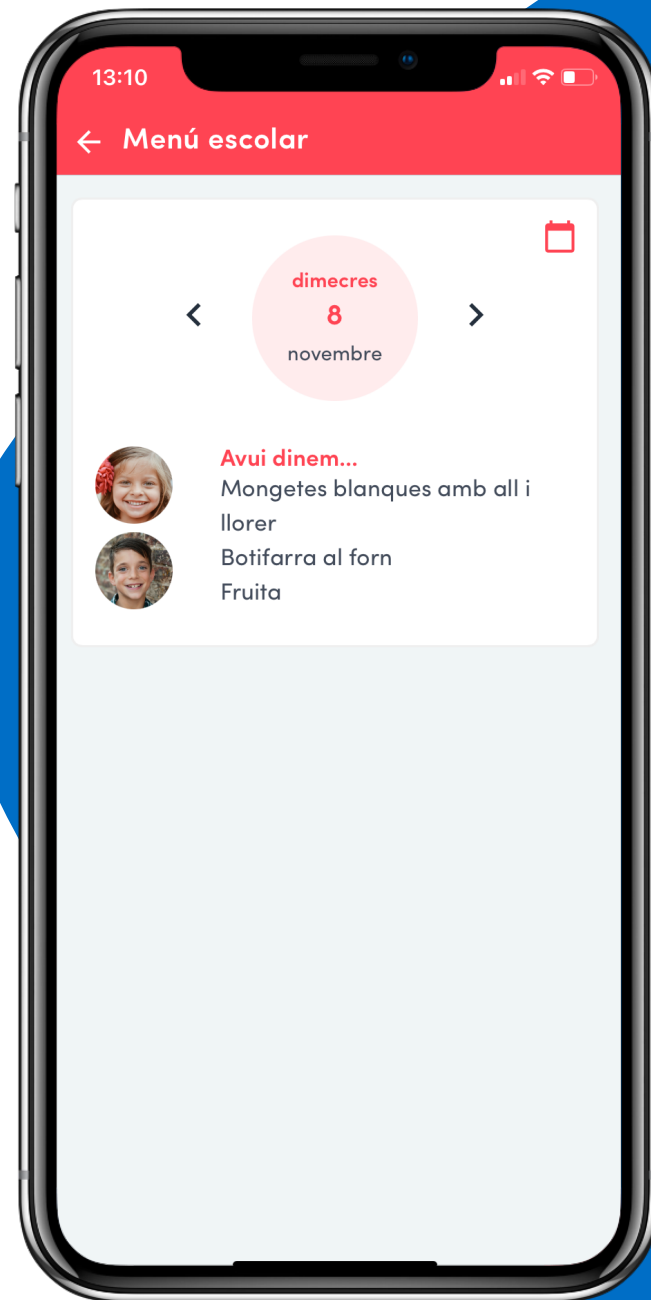 13:10
Menú escolar
dimecres
8
novembre
Avui dinem...
Mongetes blanques amb all i
llorer
Botifarra al forn
Fruita